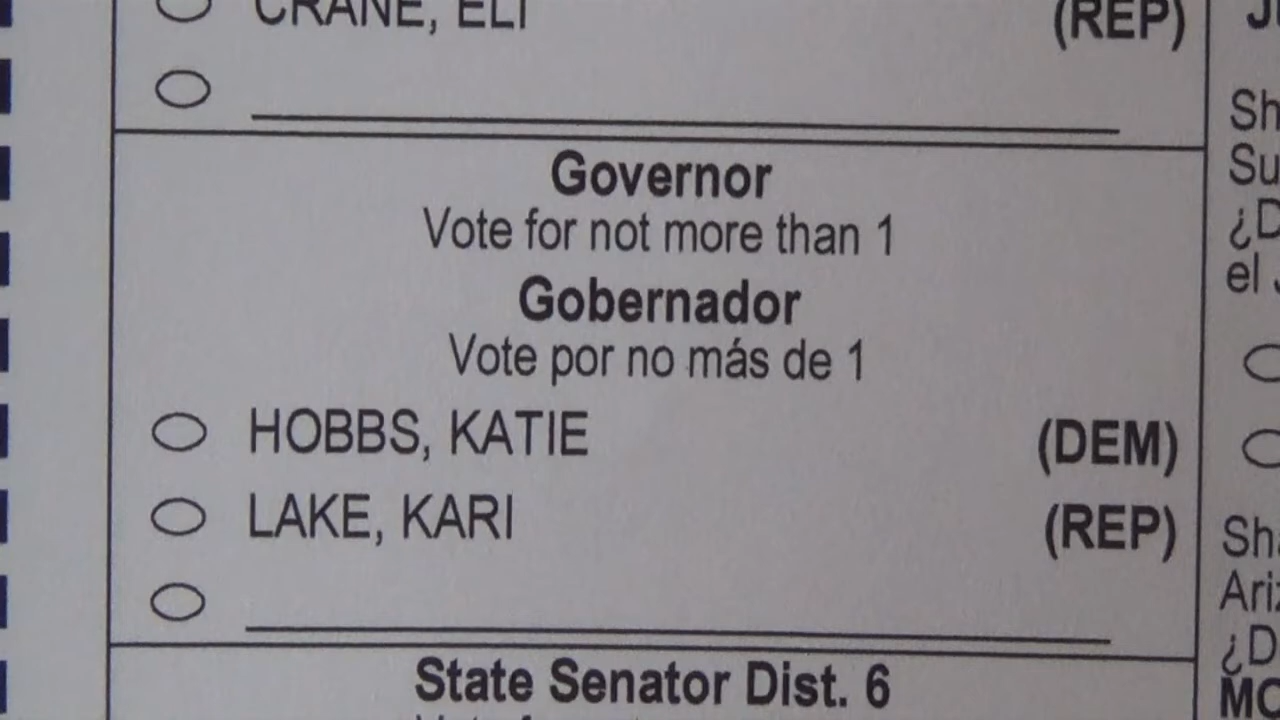 CRANE, ELI (REP)
Governor
Vote for not more than 1
Gobernador
Vote por no más de 1
HOBBS, KATIE (DEM)
LAKE, KARI (REP)
State Senator Dist. 6
el